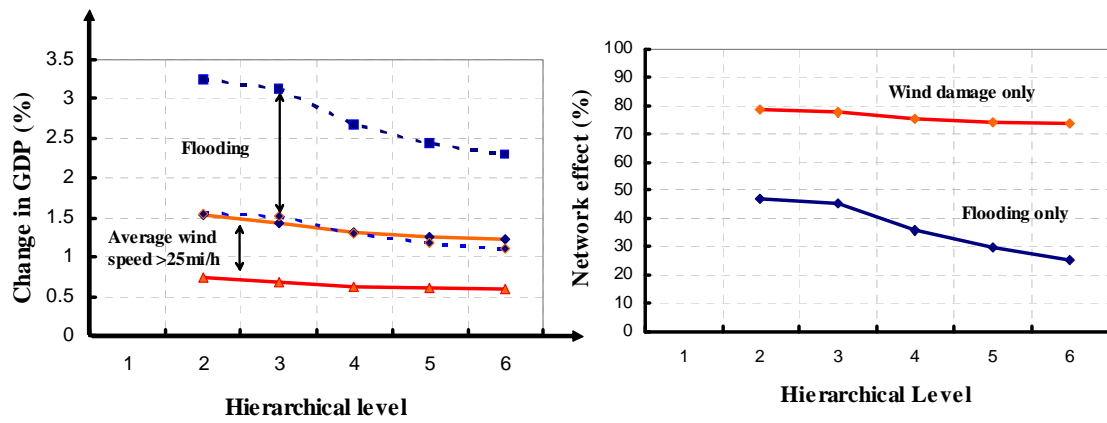 3.5
3
2.5
2
1.5
1
0.5
0
Change in GDP (%)
Flooding
Average wind
speed >25mi/h
1 2 3 4 5 6
Hierarchical level
100
90
80
70
60
50
40
30
20
10
0
Network effect (%)
Wind damage only
Flooding only
1 2 3 4 5 6
Hierarchical Level